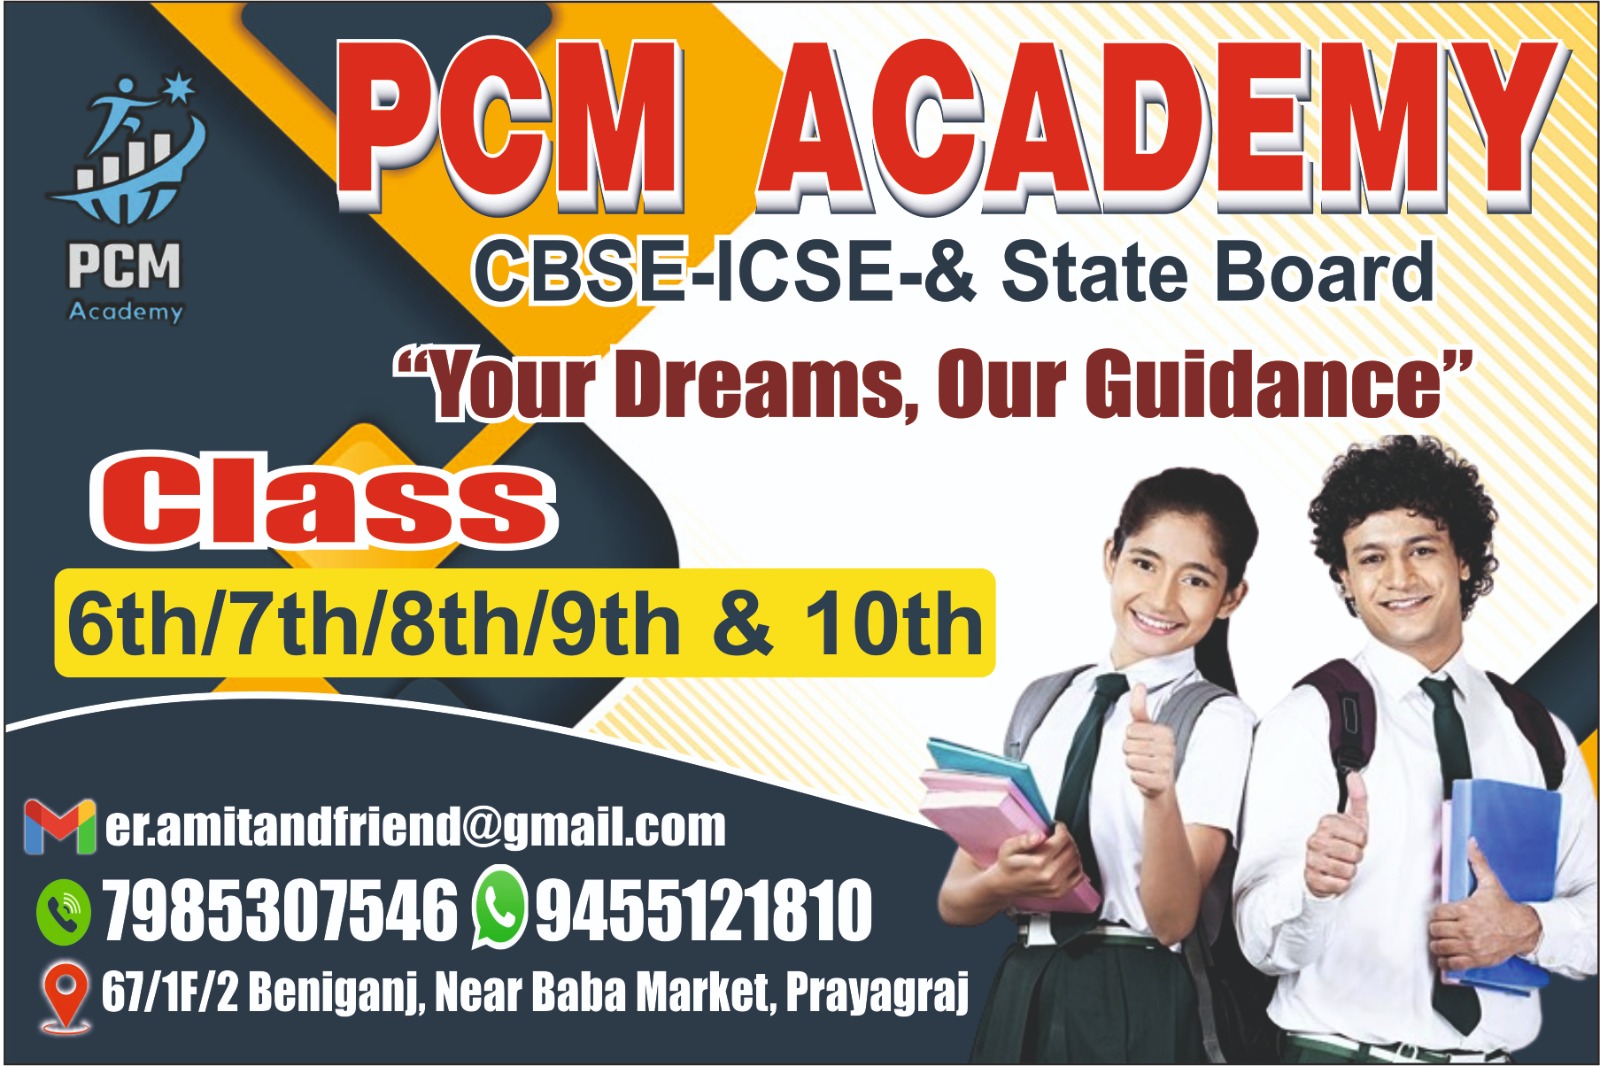 PCM ACADEMY
PCM
Academy
CBSE-ICSE-& State Board
“Your Dreams, Our Guidance”
Class
6th/7th/8th/9th & 10th
er.amitandfriend@gmail.com
7985307546 9455121810
67/1F/2 Beniganj, Near Baba Market, Prayagraj